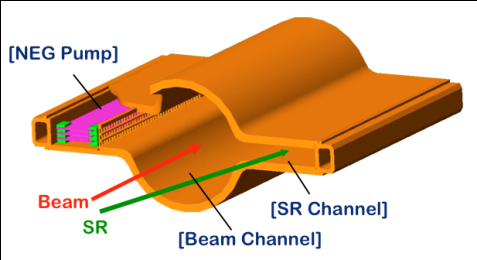 [NEG Pump]
Beam
SR
[SR Channel]
[Beam Channel]